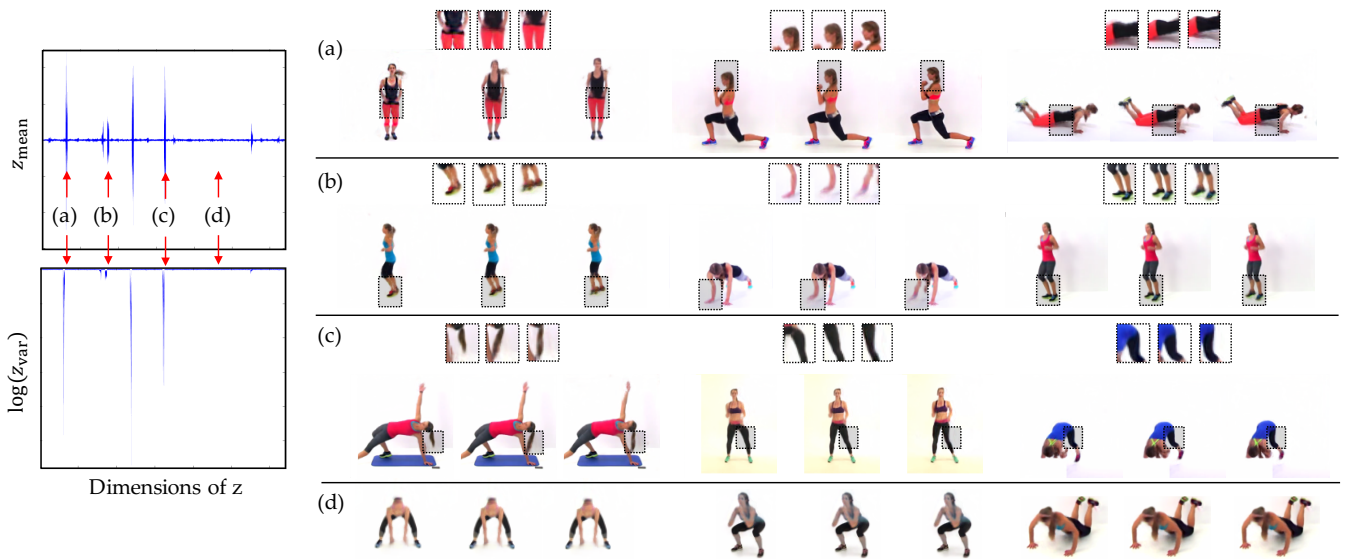 z_mean
(a)
(b)
(c)
(d)
log(z_var)
Dimensions of z
(a)
(b)
(c)
(d)